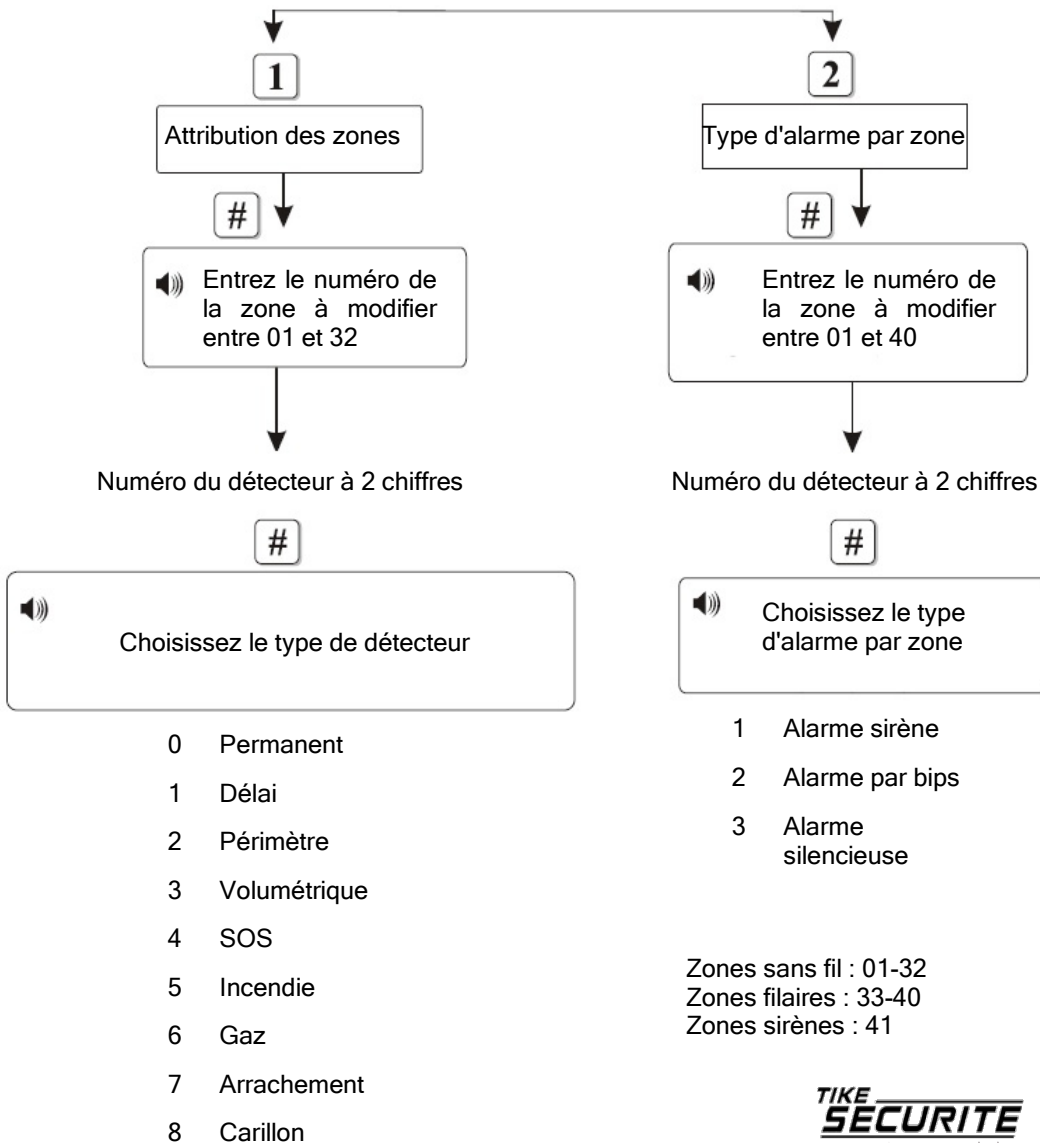 1
Attribution des zones
#
Entrez le numéro de
la zone à modifier
entre 01 et 32
Numéro du détecteur à 2 chiffres
#
Choisissez le type de détecteur
0 Permanent
1 Délai
2 Périmètre
3 Volumétrique
4 SOS
5 Incendie
6 Gaz
7 Arrachement
8 Carillon
2
Type d'alarme par zone
#
Entrez le numéro de
la zone à modifier
entre 01 et 40
Numéro du détecteur à 2 chiffres
#
Choisissez le type
d'alarme par zone
1 Alarme sirène
2 Alarme par bips
3 Alarme
silencieuse
Zones sans fil : 01-32
Zones filaires : 33-40
Zones sirènes : 41
TIKE
SECURITE